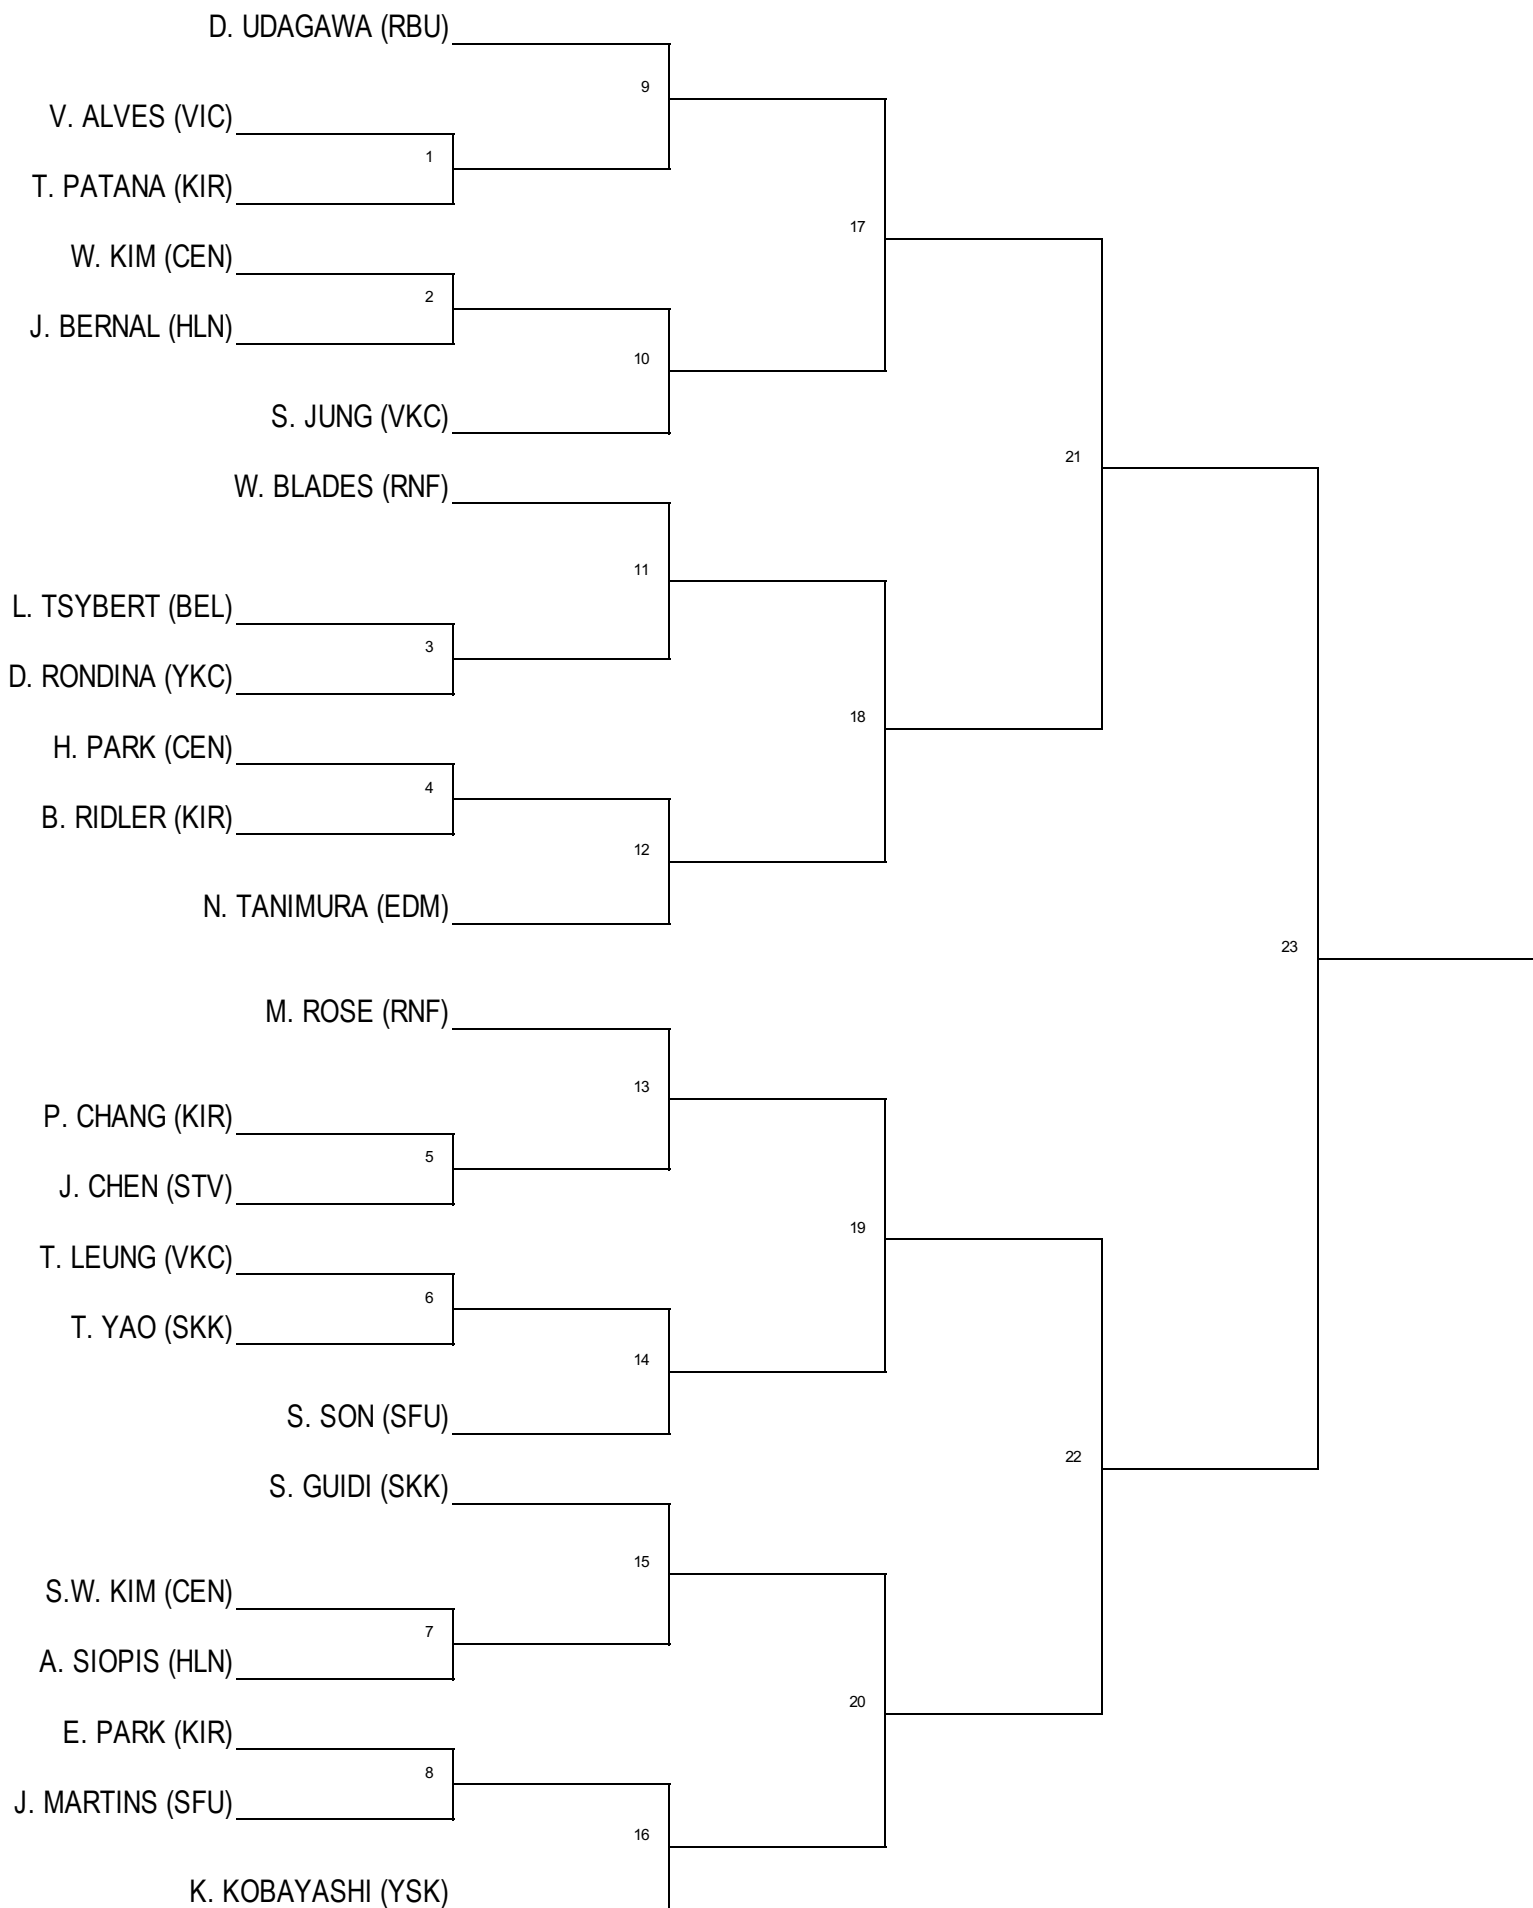 D. UDAGAWA (RBU)
9
V. ALVES (VIC)
1
T. PATANA (KIR)
17
W. KIM (CEN)
2
J. BERNAL (HLN)
10
S. JUNG (VKC)
21
W. BLADES (RNF)
11
L. TSYBERT (BEL)
3
D. RONDINA (YKC)
18
H. PARK (CEN)
4
B. RIDLER (KIR)
12
N. TANIMURA (EDM)
23
M. ROSE (RNF)
13
P. CHANG (KIR)
5
J. CHEN (STV)
19
T. LEUNG (VKC)
6
T. YAO (SKK)
14
S. SON (SFU)
22
S. GUIDI (SKK)
15
S.W. KIM (CEN)
7
A. SIOPIS (HLN)
20
E. PARK (KIR)
8
J. MARTINS (SFU)
16
K. KOBAYASHI (YSK)